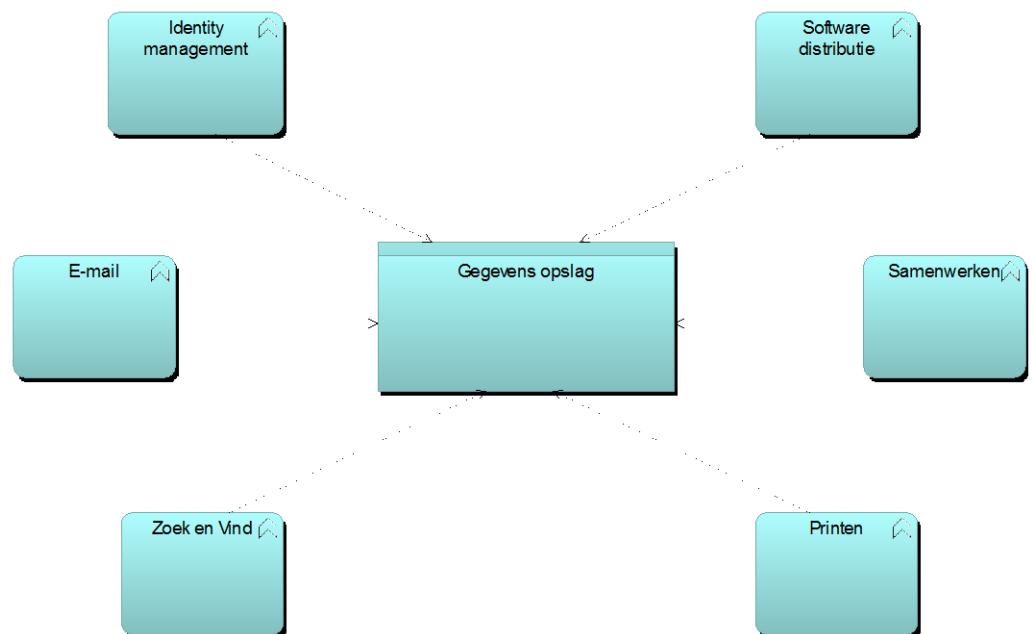 Identity
management
Software
distributie
E-mail
Gegevens opslag
Samenwerken
Zoek en Vind
Printen